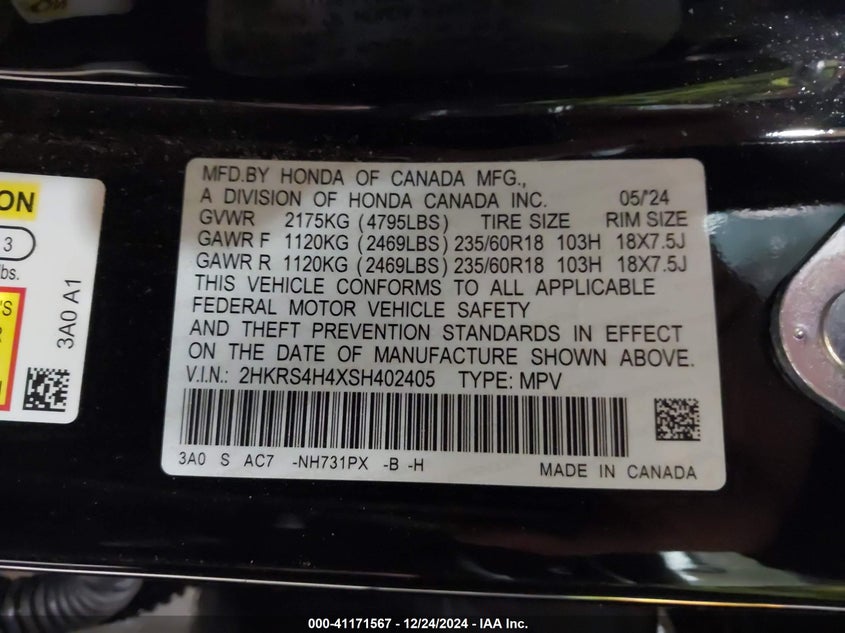 ON
3
lbs.
'S
R
3A0 A1
MFD.BY HONDA OF CANADA MFG.,
A DIVISION OF HONDA CANADA INC. 05/'24
GVWR 2175KG (4795LBS) TIRE SIZE RIM SIZE
GAWR F 1120KG (2469LBS) 235/60R18 103H 18X7.5J
GAWR R 1120KG (2469LBS) 235/60R18 103H 18X7.5J
THIS VEHICLE CONFORMS TO ALL APPLICABLE
FEDERAL MOTOR VEHICLE SAFETY
AND THEFT PREVENTION STANDARDS IN EFFECT
ON THE DATE OF MANUFACTURE SHOWN ABOVE.
V.I.N.: 2HKRS4H4XSH402405 TYPE: MPV
3A0 S AC7 -NH731PX -B -H MADE IN CANADA
000-41171567 - 12/24/2024 - IAA Inc.